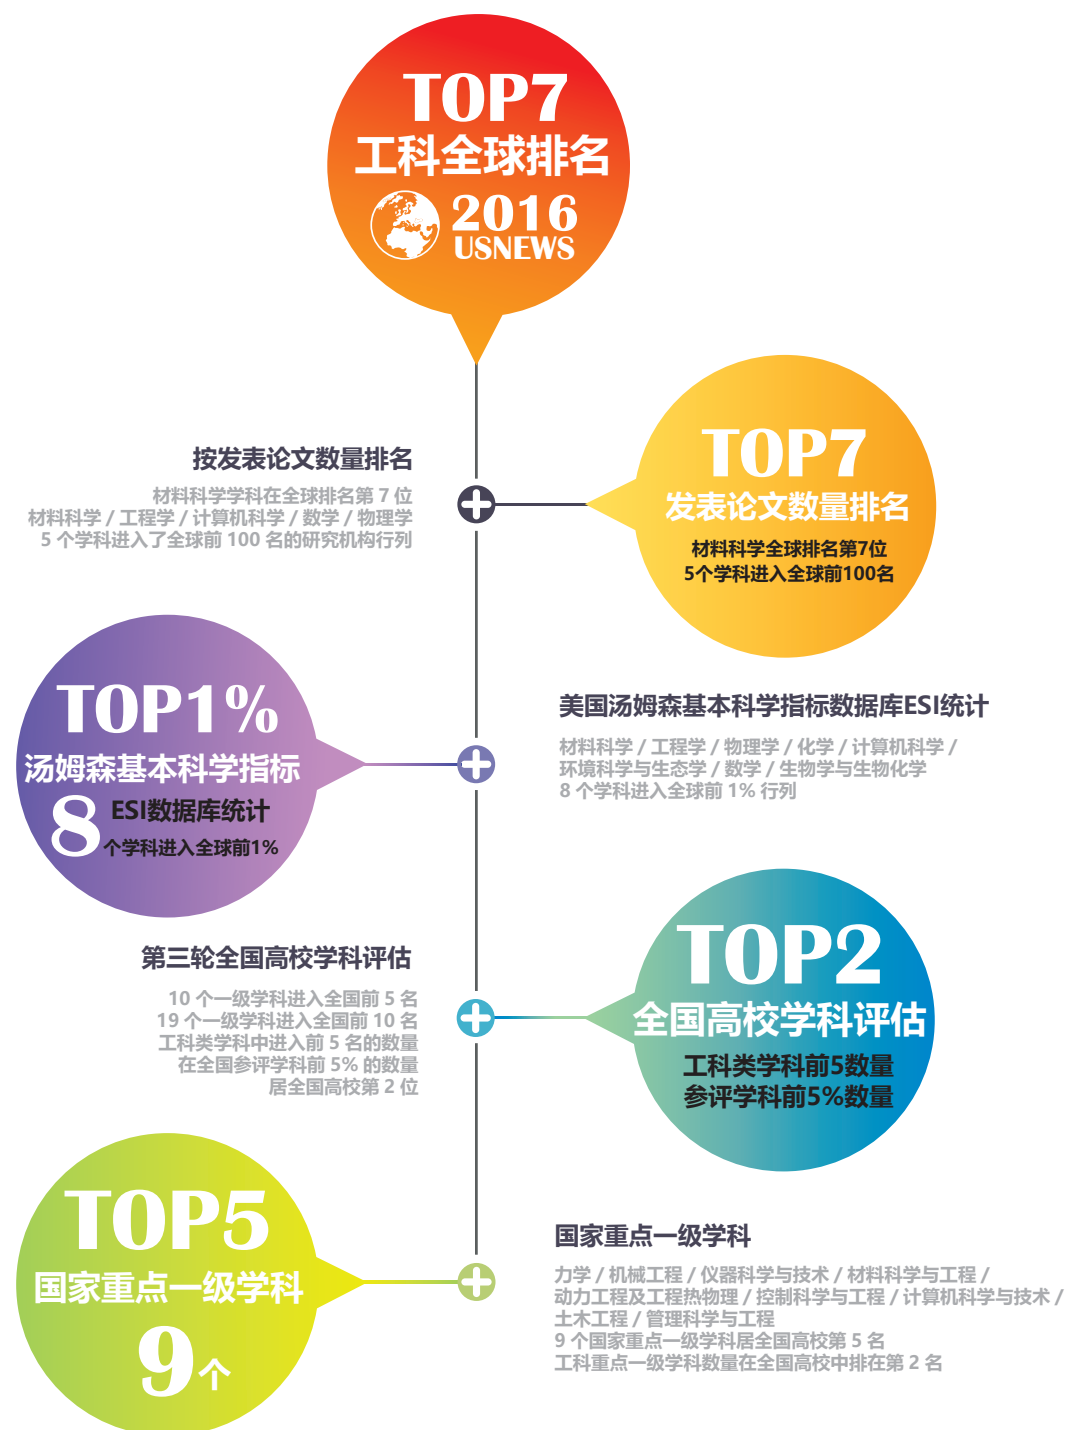 TOP7
工科全球排名
2016
USNEWS
按发表论文数量排名
材料科学学科在全球排名第 7 位
材料科学 / 工程学 / 计算机科学 / 数学 / 物理学
5 个学科进入了全球前 100 名的研究机构行列
TOP7
发表论文数量排名
材料科学全球排名第7位
5个学科进入全球前100名
TOP1%
汤姆森基本科学指标
ESI数据库统计
8个学科进入全球前1%
美国汤姆森基本科学指标数据库ESI统计
材料科学 / 工程学 / 物理学 / 化学 / 计算机科学 /
环境科学与生态学 / 数学 / 生物学与生物化学
8 个学科进入全球前 1% 行列
第三轮全国高校学科评估
10 个一级学科进入全国前 5 名
19 个一级学科进入全国前 10 名
工科类学科中进入前 5 名的数量
在全国参评学科前 5% 的数量
居全国高校第 2 位
TOP2
全国高校学科评估
工科类学科前5数量
参评学科前5%数量
TOP5
国家重点一级学科
9个
国家重点一级学科
力学 / 机械工程 / 仪器科学与技术 / 材料科学与工程 /
动力工程及工程热物理 / 控制科学与工程 / 计算机科学与技术 /
土木工程 / 管理科学与工程
9 个国家重点一级学科居全国高校第 5 名
工科重点一级学科数量在全国高校中排在第 2 名